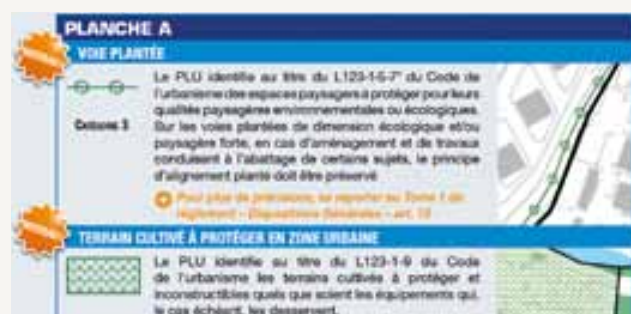 PLANCHE A
VOIE PLANTÉE
Le PLU identifie au titre du L123-1-5-7° du Code de
l'urbanisme des espaces paysagers à protéger pour leurs
qualités paysagères environnementales ou écologiques.
Sur les voies plantées de dimension écologique et/ou
paysagère forte, en cas d'aménagement et de travaux
conduisant à l'abattage de certains sujets, le principe
d'alignement planté doit être préservé
Pour plus de précisions, se reporter au Tome 1 du
règlement - Dispositions Générales - art. 13
TERRAIN CULTIVÉ À PROTÉGER EN ZONE URBAINE
Le PLU identifie au titre du L123-1-9 du Code
de l'urbanisme les terrains cultivés à protéger et
inconstructibles quels que soient les équipements qui,
le cas échéant, les desservent.